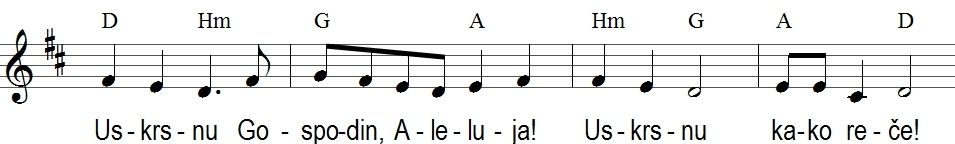 D Hm G A Hm G A D
Us - krs - nu Go - spo-din, A - le - lu - ja! Us - krs - nu ka-ko re - če!